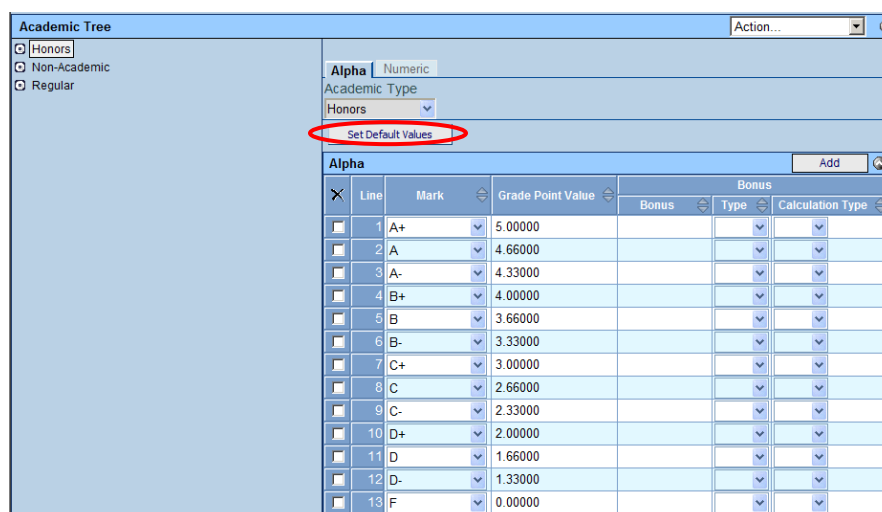 Academic Tree Action...
Honors
Non-Academic
Regular
Alpha Numeric
Academic Type
Honors
Set Default Values
Alpha Add
Line Mark Grade Point Value Bonus
Bonus Type Calculation Type
1 A+ 5.00000
2 A 4.66000
3 A- 4.33000
4 B+ 4.00000
5 B 3.66000
6 B- 3.33000
7 C+ 3.00000
8 C 2.66000
9 C- 2.33000
10 D+ 2.00000
11 D 1.66000
12 D- 1.33000
13 F 0.00000